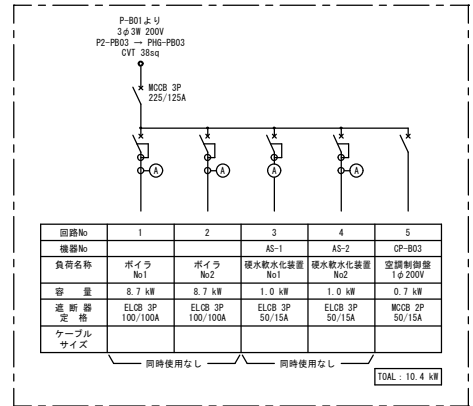 P-B01より
3φ3W 200V
P2-PB03 → PHG-PB03
CVT 38sq
MCCB 3P
225/125A
A A A A
回路No 1 2 3 4 5
機器No AS-1 AS-2 CP-B03
負荷名称 ボイラ No1 ボイラ No2 硬水軟水化装置 No1 硬水軟水化装置 No2 空調制御盤 1φ200V
容量 8.7 kW 8.7 kW 1.0 kW 1.0 kW 0.7 kW
遮断器定格 ELCB 3P 100/100A ELCB 3P 100/100A ELCB 3P 50/15A ELCB 3P 50/15A MCCB 2P 50/15A
ケーブルサイズ
同時使用なし 同時使用なし
TOAL : 10.4 kW